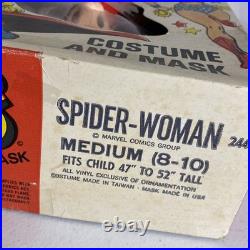 COSTUME
AND MASK
MASK
SPIDER-WOMAN 244
© MARVEL COMICS GROUP
MEDIUM (8-10)
FITS CHILD 47" TO 52" TALL
ALL VINYL EXCLUSIVE OF ORNAMENTATION
COSTUME MADE IN TAIWAN - MASK MADE IN USA